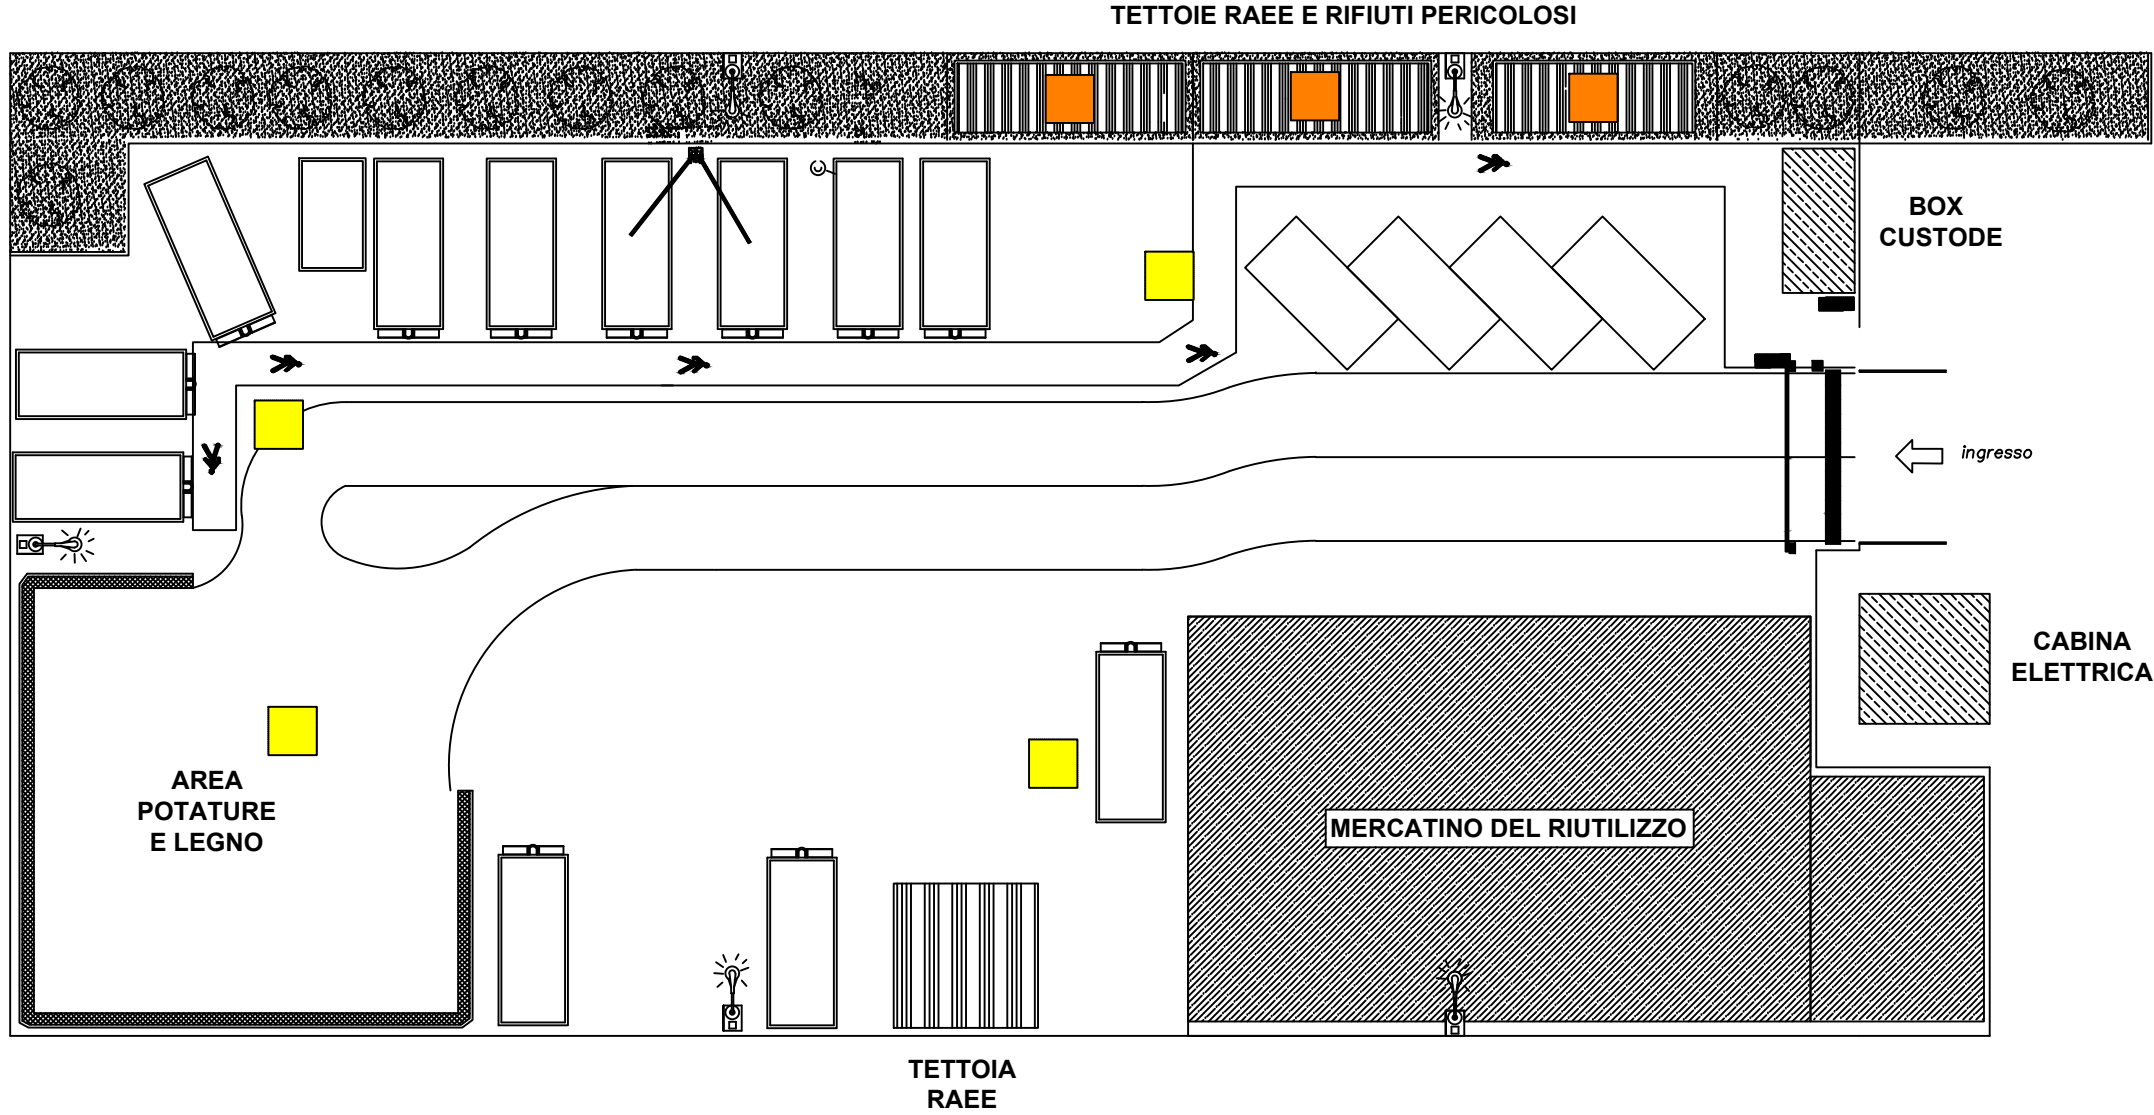 TETTOIE RAEE E RIFIUTI PERICOLOSI
BOX
CUSTODE
ingresso
CABINA
ELETTRICA
AREA
POTATURE
E LEGNO
MERCATINO DEL RIUTILIZZO
TETTOIA
RAEE